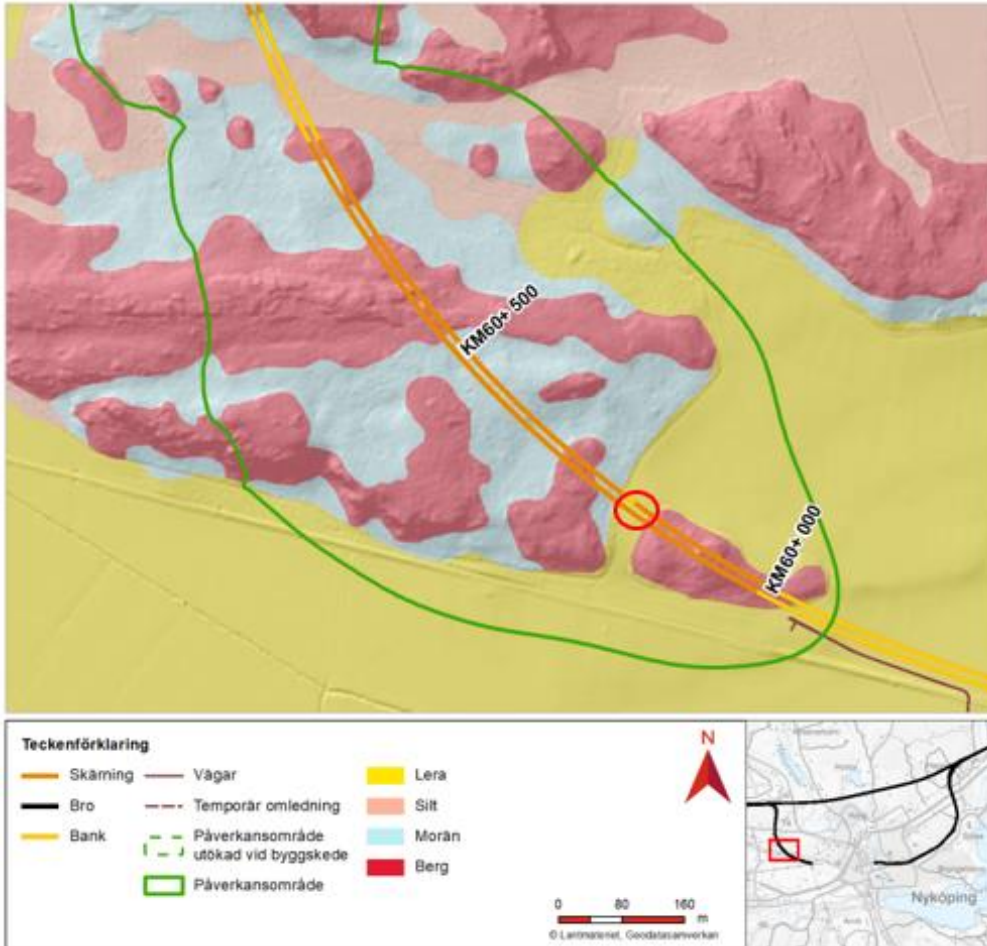 KM60+ 500
KM60+ 000
Teckenförklaring
Skärning
Bro
Bank
Vägar
Temporär omledning
Påverkansområde
utökad vid byggskede
Påverkansområde
Lera
Silt
Morän
Berg
N
0 80 160
m
© Lantmäteriet, Geodatasamverkan
Nyköping